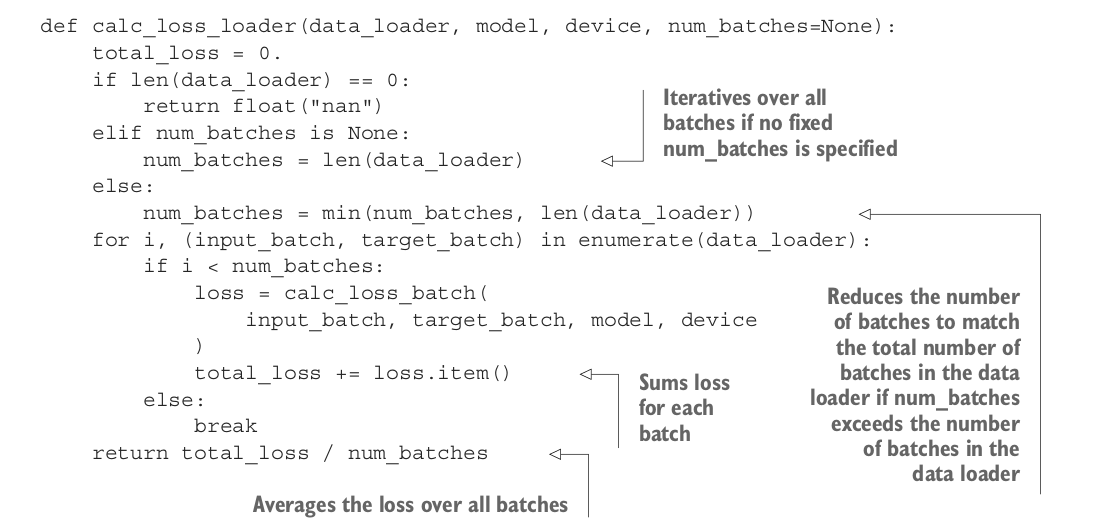 def calc_loss_loader(data_loader, model, device, num_batches=None):
    total_loss = 0.
    if len(data_loader) == 0:
        return float("nan")
    elif num_batches is None:
        num_batches = len(data_loader)
Iteratives over all
batches if no fixed
num_batches is specified
    else:
        num_batches = min(num_batches, len(data_loader))
    for i, (input_batch, target_batch) in enumerate(data_loader):
        if i < num_batches:
            loss = calc_loss_batch(
                input_batch, target_batch, model, device
            )
            total_loss += loss.item()
        else:
            break
    return total_loss / num_batches
Reduces the number
of batches to match
the total number of
batches in the data
loader if num_batches
exceeds the number
of batches in the
data loader
Sums loss
for each
batch
Averages the loss over all batches